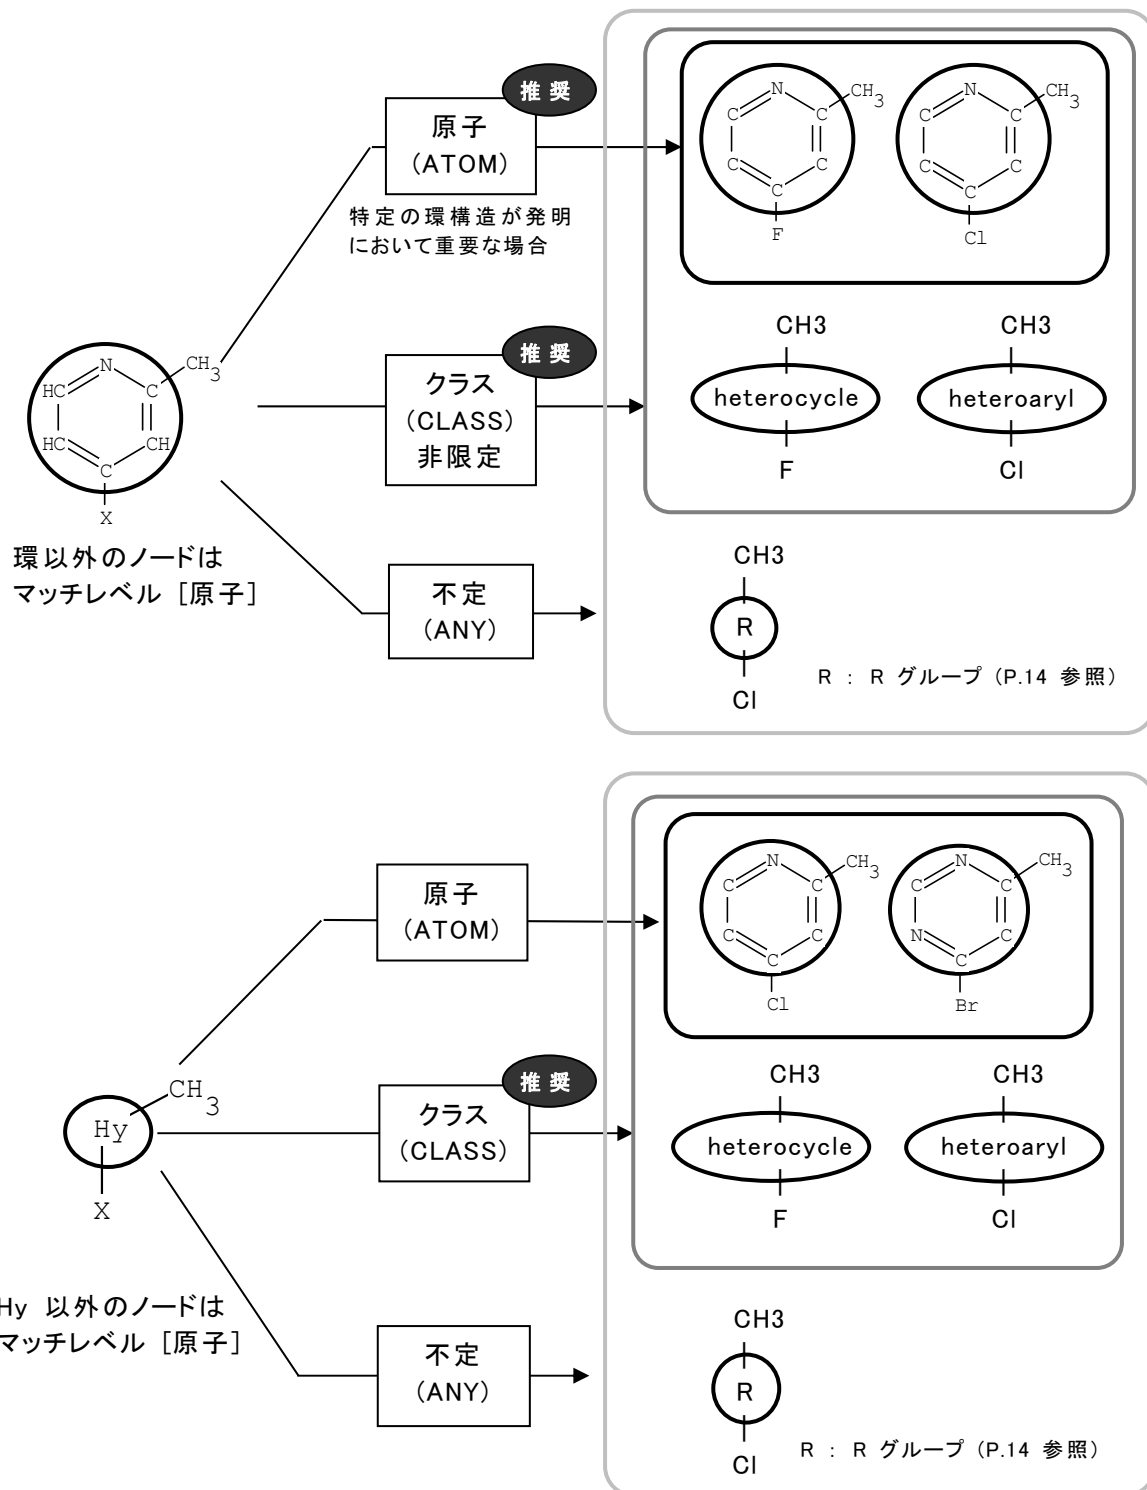 推奨
原子
(ATOM)
特定の環構造が発明
において重要な場合
N
CH3
C
C
C
C
C
F
N
CH3
C
C
C
C
C
Cl
推奨
クラス
(CLASS)
非限定
CH3
heterocycle
F
CH3
heteroaryl
Cl
N
CH3
HC
C
HC
CH
C
X
環以外のノードは
マッチレベル [原子]
不定
(ANY)
CH3
R
Cl
R : R グループ (P.14 参照)
原子
(ATOM)
N
CH3
C
C
C
C
C
Cl
N
CH3
C
C
N
C
C
Br
推奨
クラス
(CLASS)
CH3
heterocycle
F
CH3
heteroaryl
Cl
CH3
Hy
X
Hy 以外のノードは
マッチレベル [原子]
不定
(ANY)
CH3
R
Cl
R : R グループ (P.14 参照)